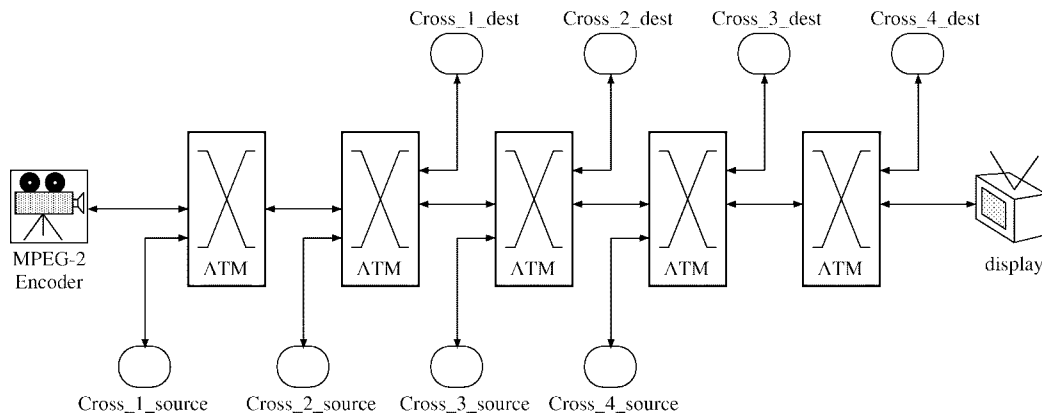 Cross_1_dest
Cross_2_dest
Cross_3_dest
Cross_4_dest
MPEG-2
Encoder
ATM
ATM
ATM
ATM
ATM
display
Cross_1_source
Cross_2_source
Cross_3_source
Cross_4_source